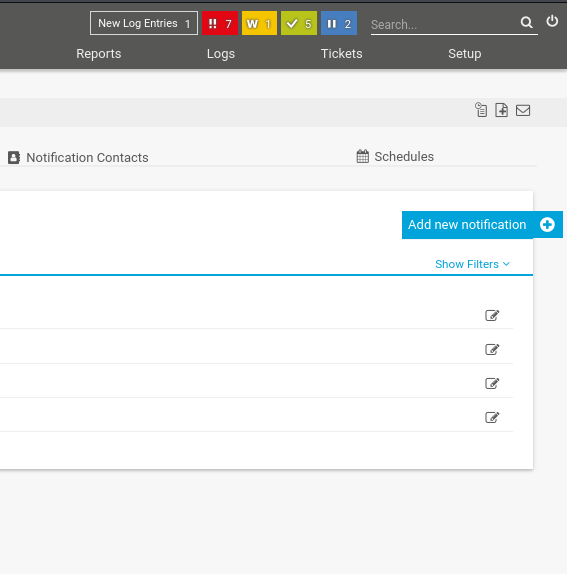 New Log Entries 1 !! 7 W 1 5 2 Search...
Reports Logs Tickets Setup
Notification Contacts Schedules
Add new notification
Show Filters